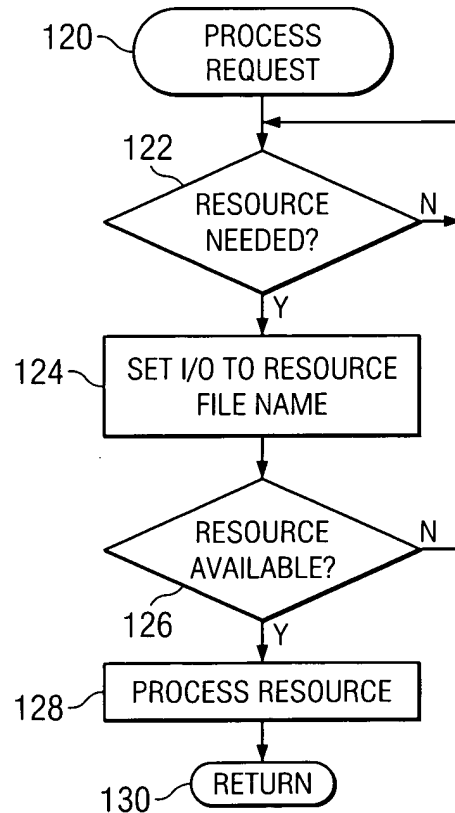 120
PROCESS
REQUEST
122
RESOURCE
NEEDED?
N
Y
124
SET I/O TO RESOURCE
FILE NAME
RESOURCE
AVAILABLE?
N
126
Y
128
PROCESS RESOURCE
130
RETURN